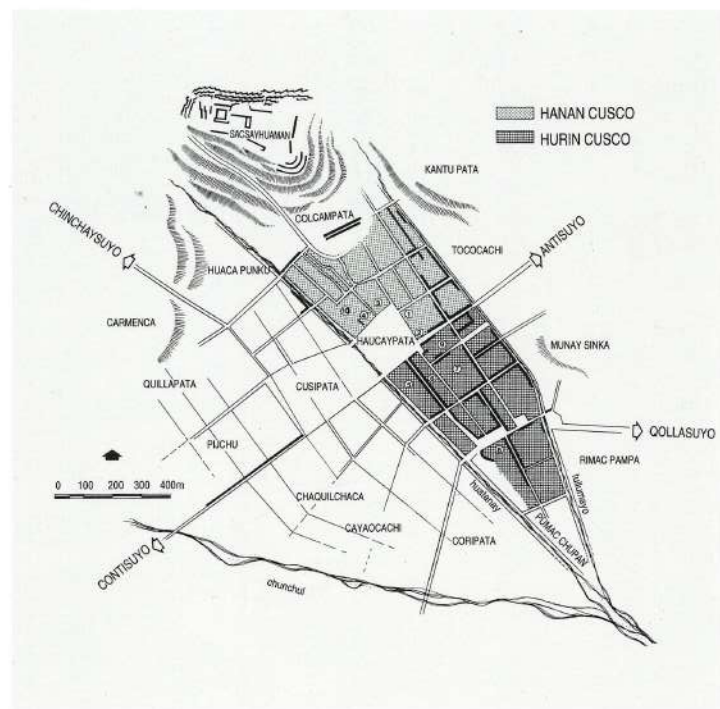 HANAN CUSCO
HURIN CUSCO
SACSAYHUAMAN
KANTU PATA
COLCAMPATA
CHINCHAYSUYO
HUACA PUNKU
TOCOCACHI
ANTISUYO
CARMENCA
HAUCAYPATA
MUNAY SINKA
QUILLAPATA
CUSIPATA
QOLLASUYO
PIJCHU
RIMAC PAMPA
0 100 200 300 400m
CHAQUILCHACA
huatanay
tullumayo
CAYAOCACHI
CORIPATA
PUMAC CHUPAN
CONTISUYO
chunchul